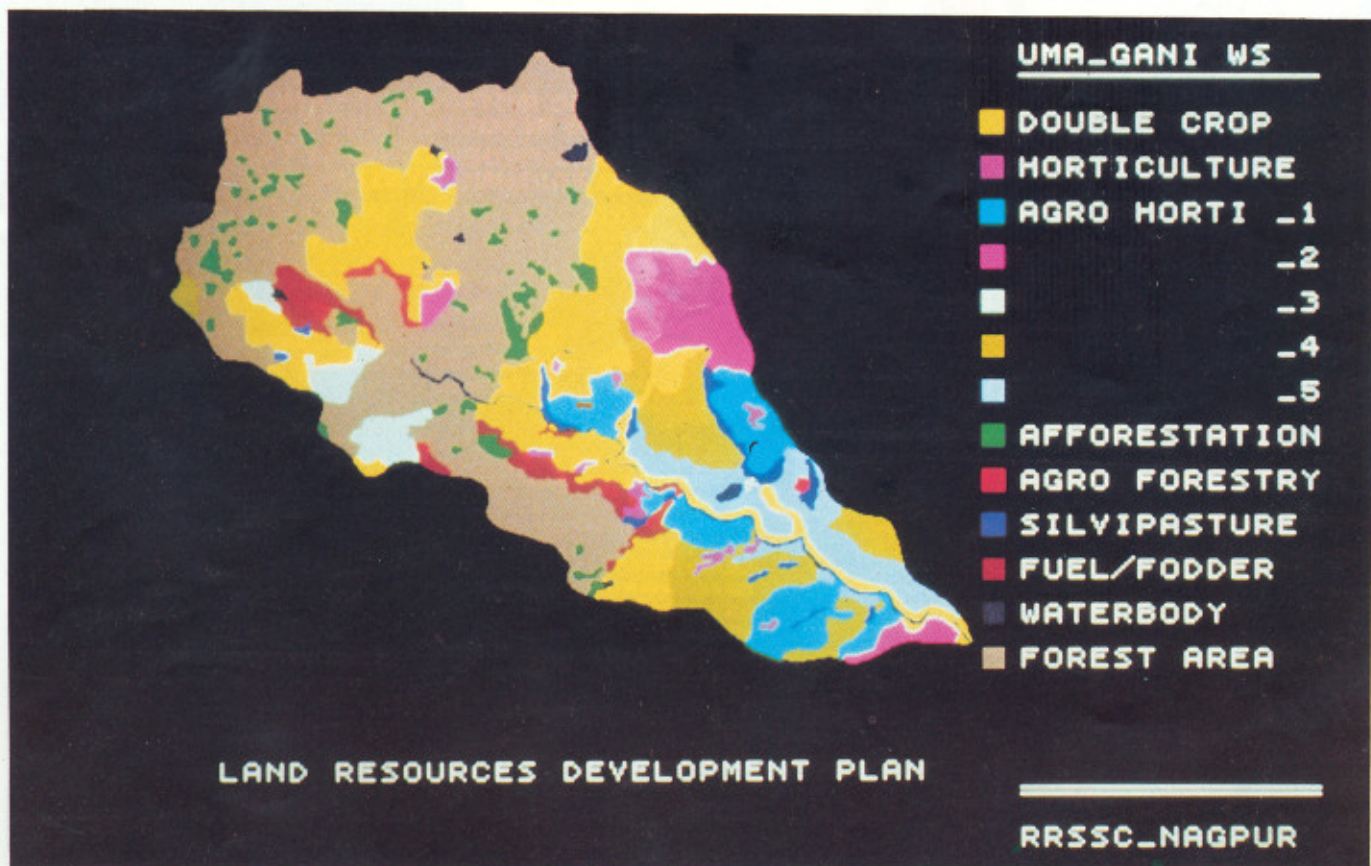 UMA_GANI WS
DOUBLE CROP
HORTICULTURE
AGRO HORTI _1
_2
_3
_4
_5
AFFORESTATION
AGRO FORESTRY
SILVIPASTURE
FUEL/FODDER
WATERBODY
FOREST AREA
LAND RESOURCES DEVELOPMENT PLAN
RRSSC_NAGPUR